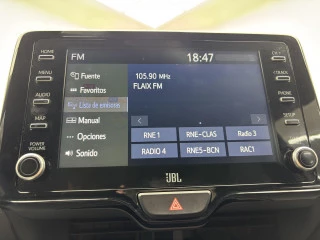 FM
18:47
HOME
MENU
AUDIO
MAP
POWER
VOLUME
Fuente
Favoritos
Lista de emisoras
Manual
Opciones
Sonido
105.90 MHz
FLAIX FM
RNE 1
RNE-CLAS
Radio 3
RADIO 4
RNE5-BCN
RAC1
TRACK
PHONE
SETUP
JBL